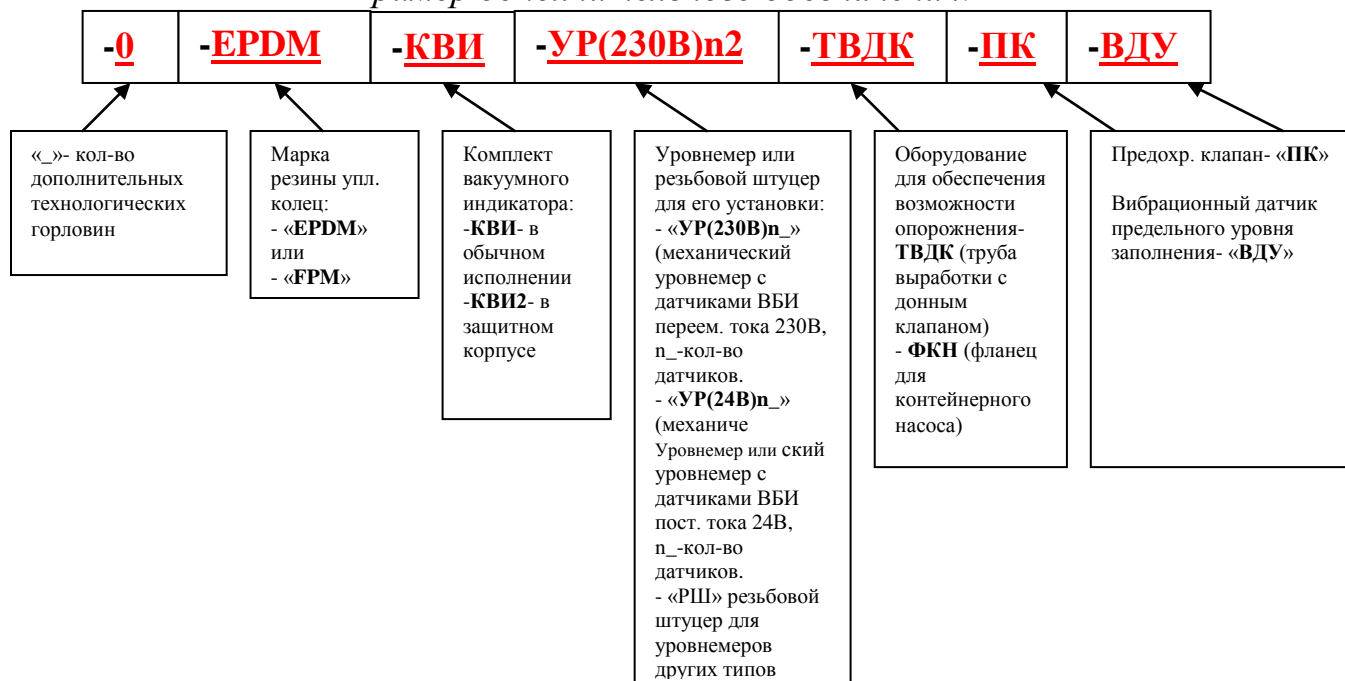 -0 -EPDM -КВИ -УР(230В)n2 -ТВДК -ПК -ВДУ
«_»- кол-во
дополнительных
технологических
горловин
Марка
резины упл.
колец:
- «EPDM»
или
- «FPM»
Комплект
вакуумного
индикатора:
-КВИ- в
обычном
исполнении
-КВИ2- в
защитном
корпусе
Уровнемер или
резьбовой штуцер
для его установки:
- «УР(230В)n_»
(механический
уровнемер с
датчиками ВБИ
переем. тока 230В,
n_-кол-во
датчиков.
- «УР(24В)n_»
(механиче
Уровнемер или ский
уровнемер с
датчиками ВБИ
пост. тока 24В,
n_-кол-во
датчиков.
- «РШ» резьбовой
штуцер для
уровнемеров
других типов
Оборудование
для обеспечения
возможности
опорожнения-
ТВДК (труба
выработки с
донным
клапаном)
- ФКН (фланец
для
контейнерного
насоса)
Предохр. клапан- «ПК»
Вибрационный датчик
предельного уровня
заполнения- «ВДУ»